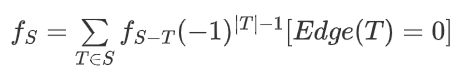 $f_S = \sum_{T \in S} f_{S-T}(-1)^{|T|-1}[Edge(T) = 0]$